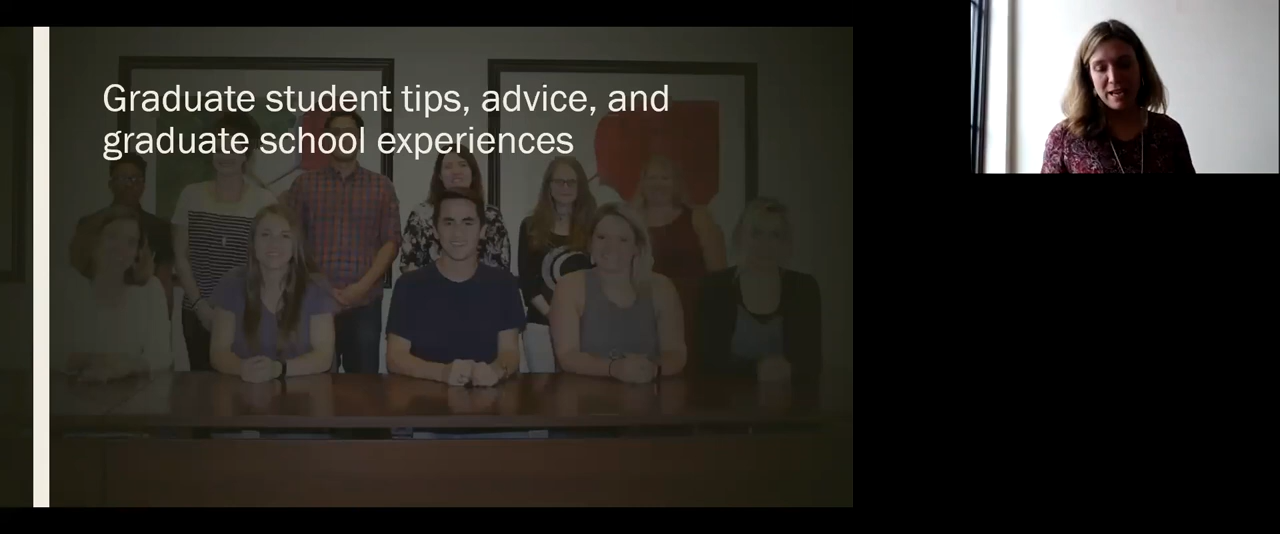 Graduate student tips, advice, and
graduate school experiences